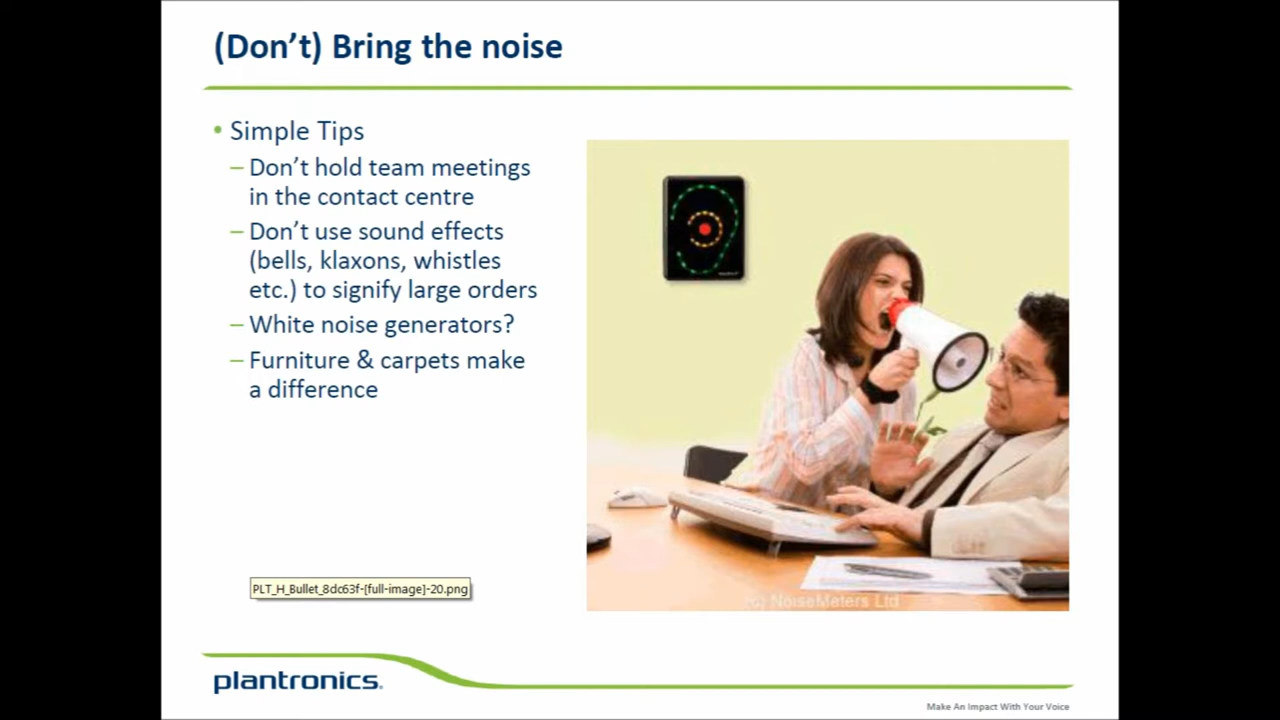 (Don't) Bring the noise
• Simple Tips
– Don't hold team meetings
in the contact centre
– Don't use sound effects
(bells, klaxons, whistles
etc.) to signify large orders
– White noise generators?
– Furniture & carpets make
a difference
PLT_H_Bullet_8dc63f-[full-image]-20.png
(c) NoiseMeters Ltd
plantronics.
Make An Impact With Your Voice